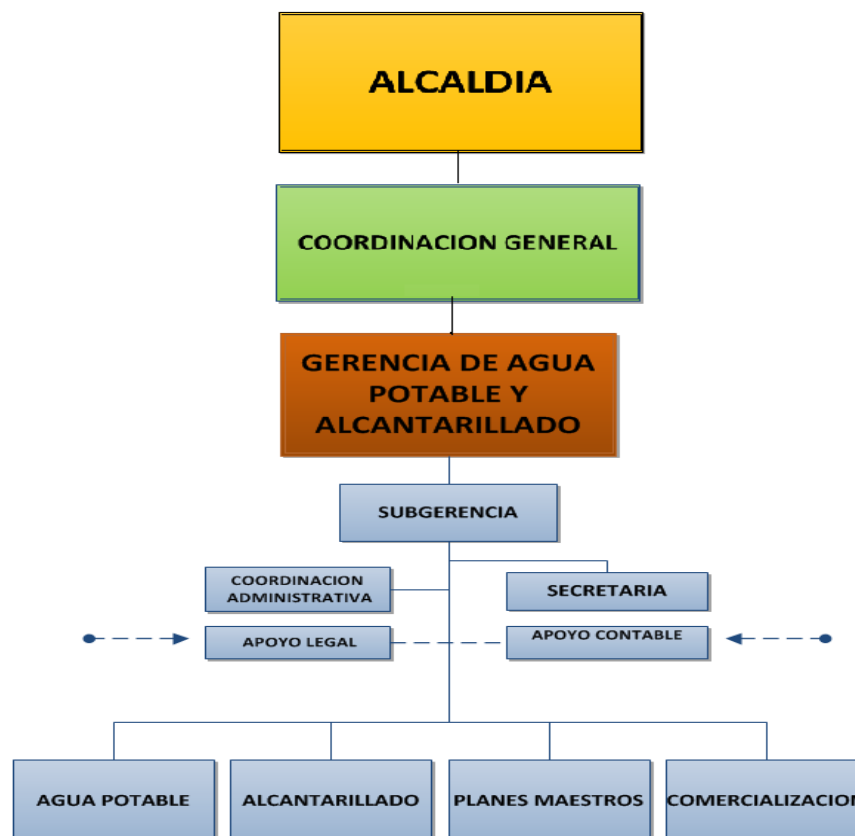 ALCALDIA
COORDINACION GENERAL
GERENCIA DE AGUA
POTABLE Y
ALCANTARILLADO
SUBGERENCIA
COORDINACION
ADMINISTRATIVA
SECRETARIA
APOYO LEGAL
APOYO CONTABLE
AGUA POTABLE
ALCANTARILLADO
PLANES MAESTROS
COMERCIALIZACION